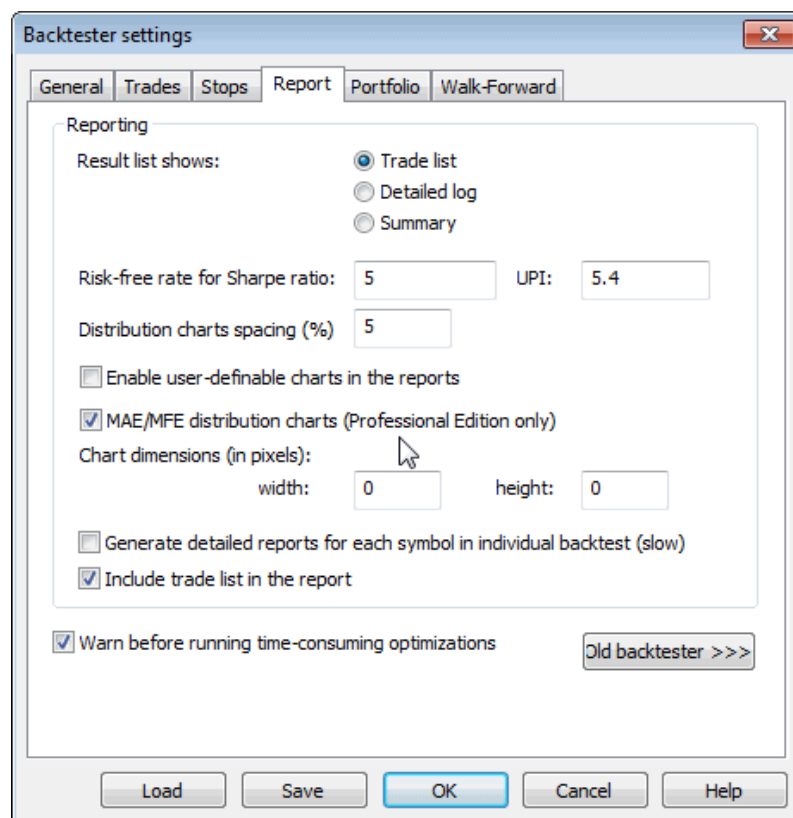 Backtester settings
General Trades Stops Report Portfolio Walk-Forward
Reporting
Result list shows: Trade list
Detailed log
Summary
Risk-free rate for Sharpe ratio: 5 UPI: 5.4
Distribution charts spacing (%) 5
Enable user-definable charts in the reports
MAE/MFE distribution charts (Professional Edition only)
Chart dimensions (in pixels):
width: 0 height: 0
Generate detailed reports for each symbol in individual backtest (slow)
Include trade list in the report
Warn before running time-consuming optimizations
Old backtester >>>
Load Save OK Cancel Help